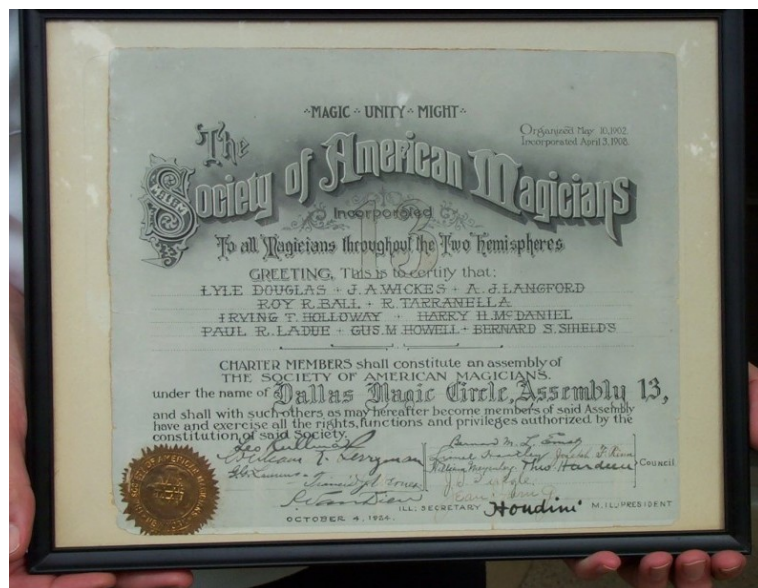 MAGIC · UNITY · MIGHT
Organized May 10, 1902.
Incorporated April 3, 1908.
The
Society of American Magicians
Incorporated
13
To all Magicians throughout the Two Hemispheres
GREETING, This is to certify that:
LYLE DOUGLAS · J. A. WICKES · A. J. LANGFORD
ROY R. BALL · R. TARRANELLA
IRVING T. HOLLOWAY · HARRY H. McDANIEL
PAUL R. LADUE · GUS. M. HOWELL · BERNARD S. SHIELDS
CHARTER MEMBERS shall constitute an assembly of
THE SOCIETY OF AMERICAN MAGICIANS.
under the name of Dallas Magic Circle, Assembly 13,
and shall with such others as may hereafter become members of said Assembly
have and exercise all the rights, functions and privileges authorized by the
constitution of said Society.
Bernard M. L. Ernst
Theo Hardeen
COUNCIL
ILL: SECRETARY Houdini M.ILL: PRESIDENT
OCTOBER 4, 1924.